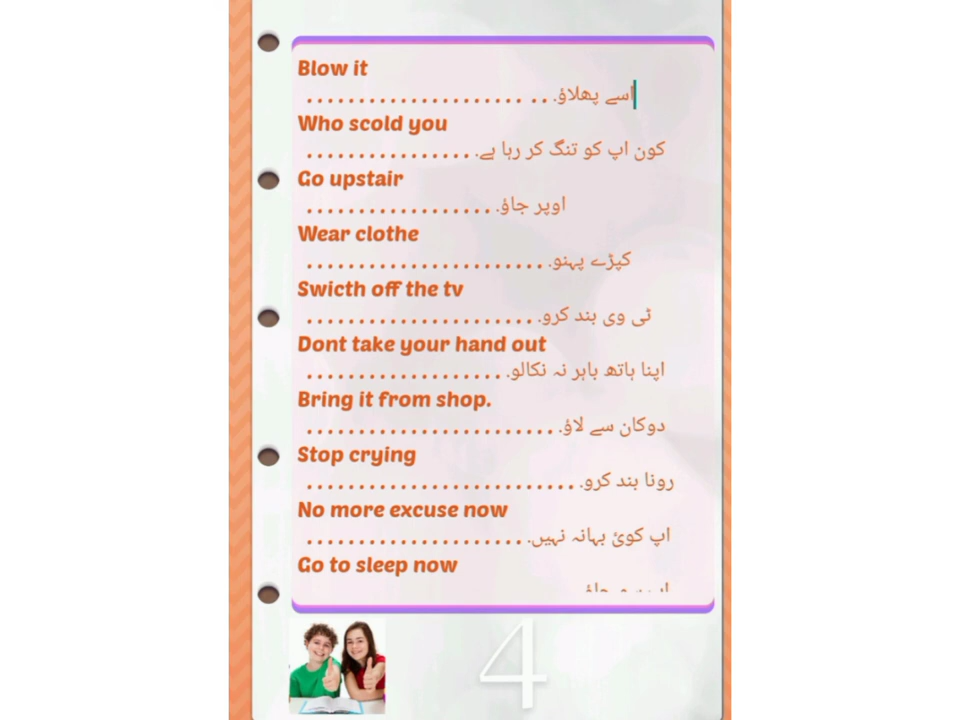 Blow it
اسے پھلاؤ. . . . . . . . . . . . . . . . . . . . . . . .
Who scold you
کون اپ کو تنگ کر رہا ہے. . . . . . . . . . . . . . . . .
Go upstair
اوپر جاؤ. . . . . . . . . . . . . . . . . . .
Wear clothe
کپڑے پہنو. . . . . . . . . . . . . . . . . . . . . . . .
Swicth off the tv
ٹی وی بند کرو. . . . . . . . . . . . . . . . . . . . . . .
Dont take your hand out
اپنا ہاتھ باہر نہ نکالو. . . . . . . . . . . . . . . . . . . .
Bring it from shop.
دوکان سے لاؤ. . . . . . . . . . . . . . . . . . . . . . . . .
Stop crying
رونا بند کرو. . . . . . . . . . . . . . . . . . . . . . . . . . .
No more excuse now
اپ کوئ بہانہ نہیں. . . . . . . . . . . . . . . . . . . . . .
Go to sleep now
4